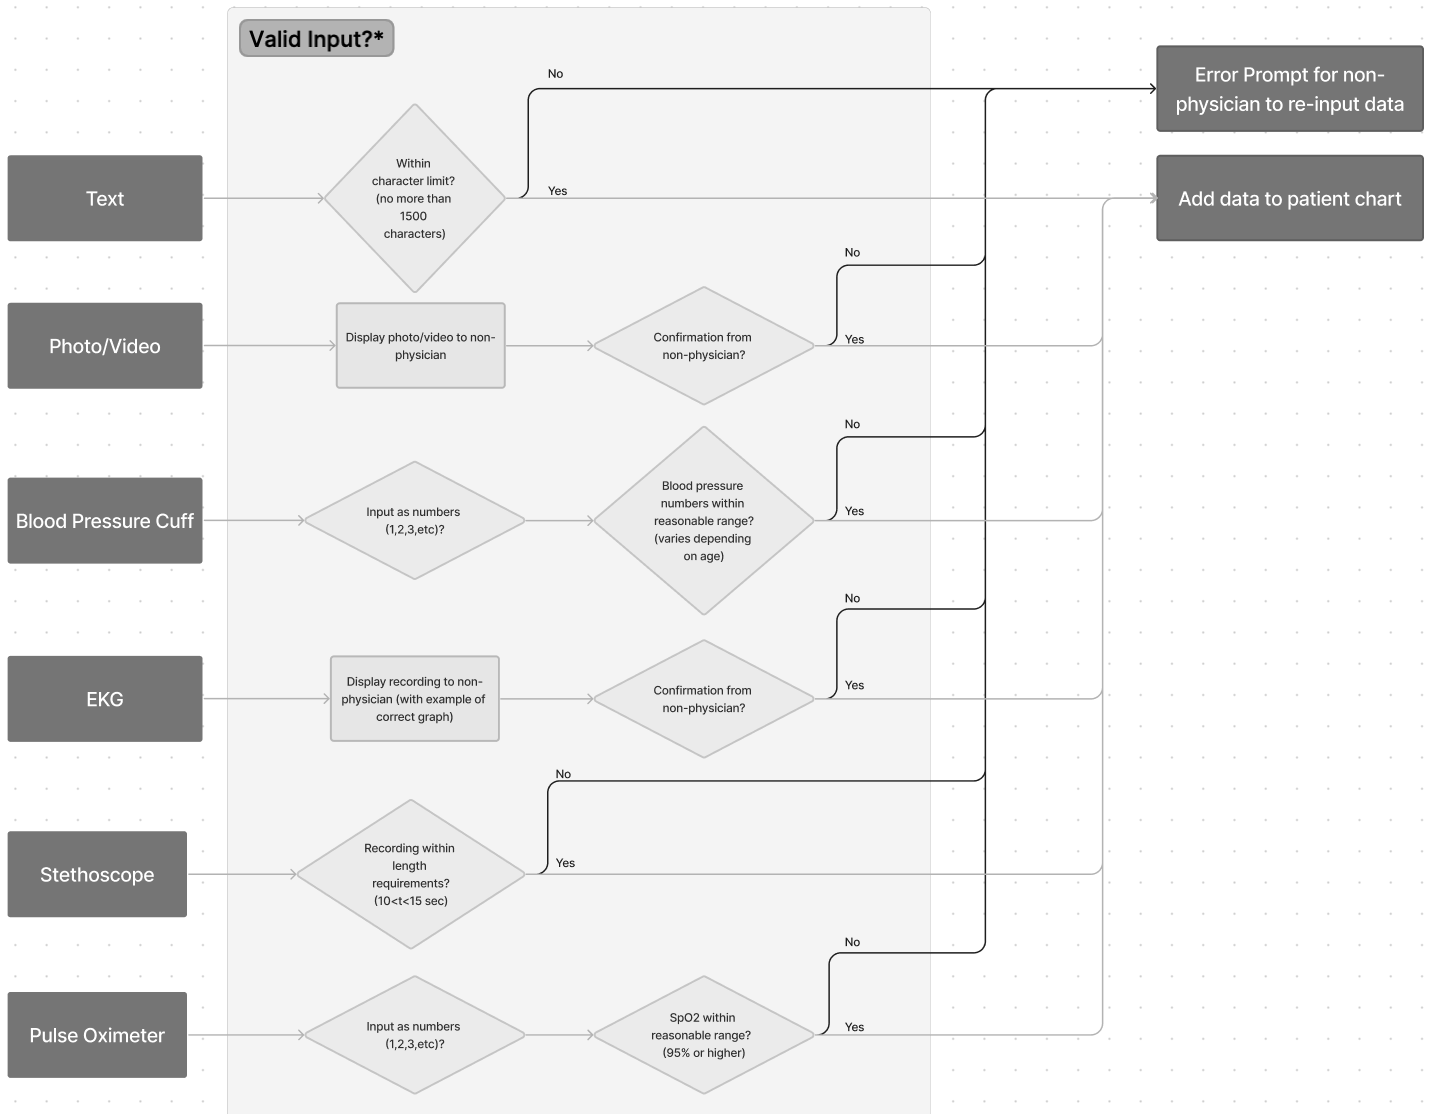 Valid Input?*
No
Error Prompt for non-
physician to re-input data
Text
Within
character limit?
(no more than
1500
characters)
Yes
Add data to patient chart
No
Photo/Video
Display photo/video to non-
physician
Confirmation from
non-physician?
Yes
No
Blood Pressure Cuff
Input as numbers
(1,2,3,etc)?
Blood pressure
numbers within
reasonable range?
(varies depending
on age)
Yes
No
EKG
Display recording to non-
physician (with example of
correct graph)
Confirmation from
non-physician?
Yes
No
Stethoscope
Recording within
length
requirements?
(10<t<15 sec)
Yes
No
Pulse Oximeter
Input as numbers
(1,2,3,etc)?
SpO2 within
reasonable range?
(95% or higher)
Yes